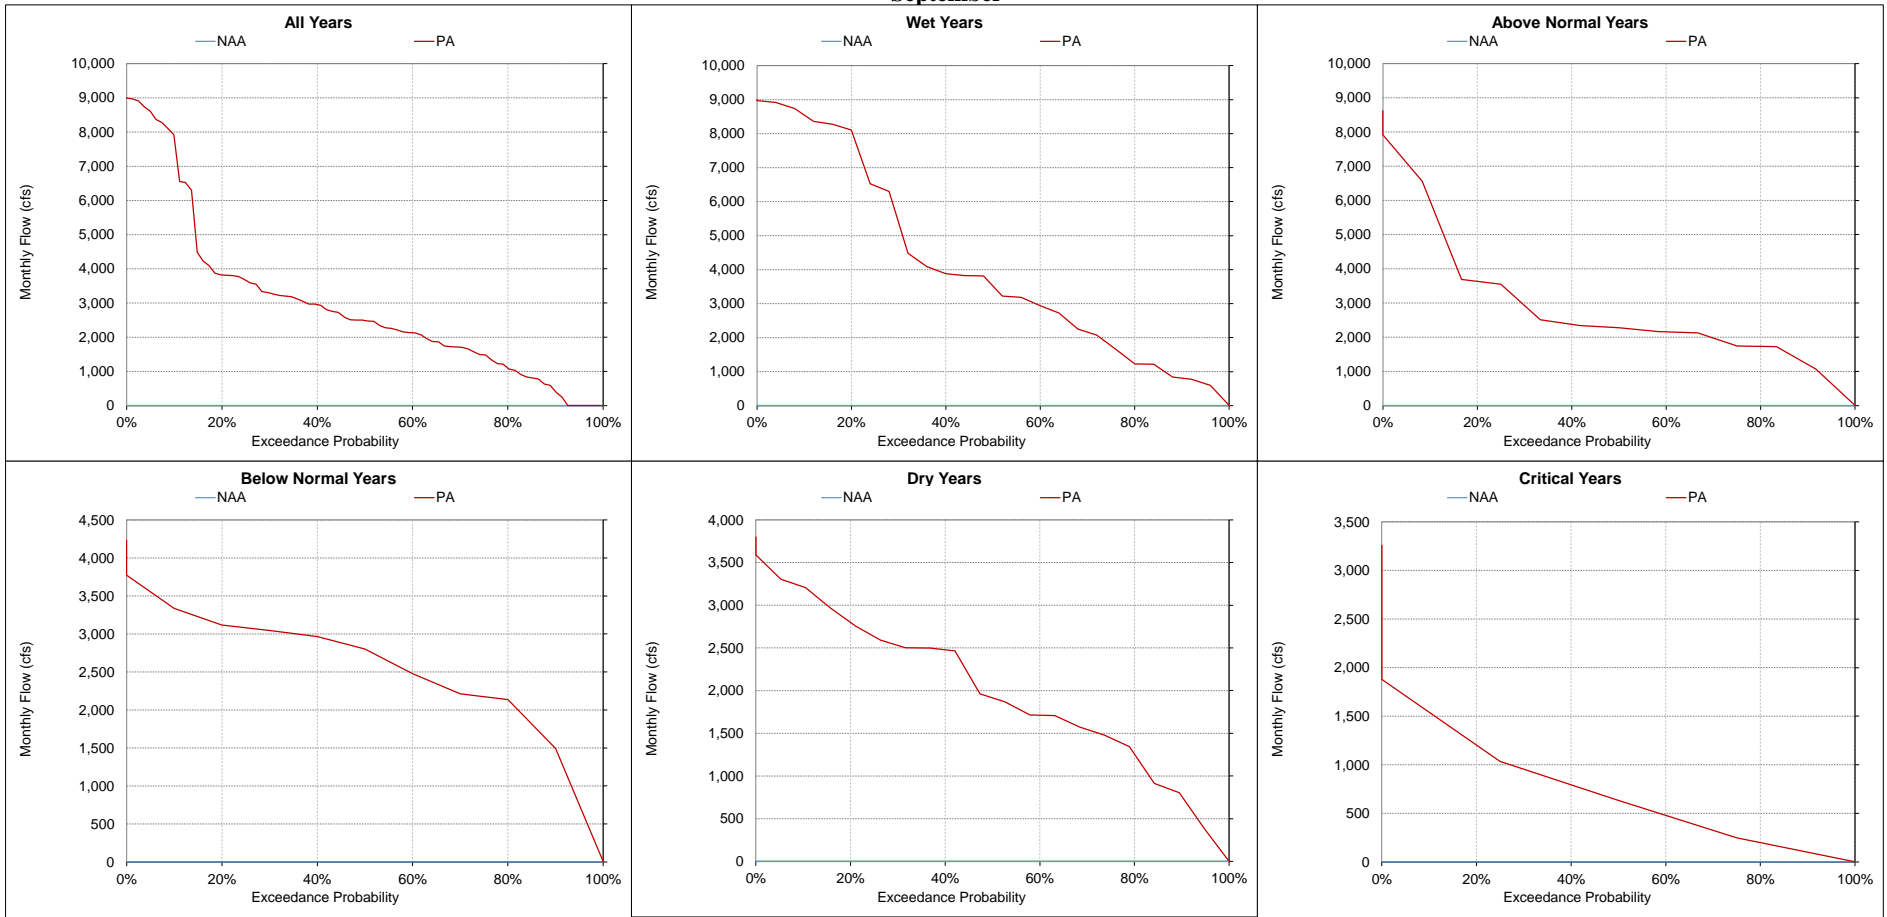 September
All Years
NAA PA
10,000
9,000
8,000
7,000
6,000
5,000
4,000
3,000
2,000
1,000
0
0% 20% 40% 60% 80% 100%
Monthly Flow (cfs)
Exceedance Probability
Wet Years
NAA PA
10,000
9,000
8,000
7,000
6,000
5,000
4,000
3,000
2,000
1,000
0
0% 20% 40% 60% 80% 100%
Monthly Flow (cfs)
Exceedance Probability
Above Normal Years
NAA PA
10,000
9,000
8,000
7,000
6,000
5,000
4,000
3,000
2,000
1,000
0
0% 20% 40% 60% 80% 100%
Monthly Flow (cfs)
Exceedance Probability
Below Normal Years
NAA PA
4,500
4,000
3,500
3,000
2,500
2,000
1,500
1,000
500
0
0% 20% 40% 60% 80% 100%
Monthly Flow (cfs)
Exceedance Probability
Dry Years
NAA PA
4,000
3,500
3,000
2,500
2,000
1,500
1,000
500
0
0% 20% 40% 60% 80% 100%
Monthly Flow (cfs)
Exceedance Probability
Critical Years
NAA PA
3,500
3,000
2,500
2,000
1,500
1,000
500
0
0% 20% 40% 60% 80% 100%
Monthly Flow (cfs)
Exceedance Probability